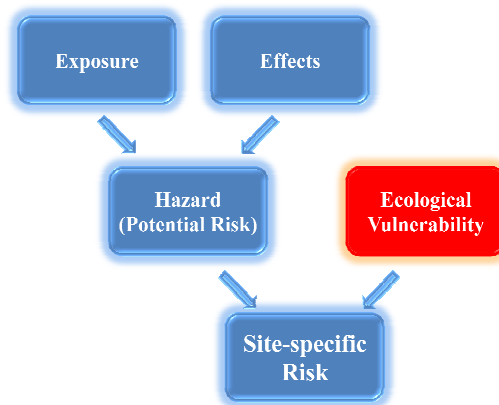 Exposure
Effects
Hazard
(Potential Risk)
Ecological
Vulnerability
Site-specific
Risk